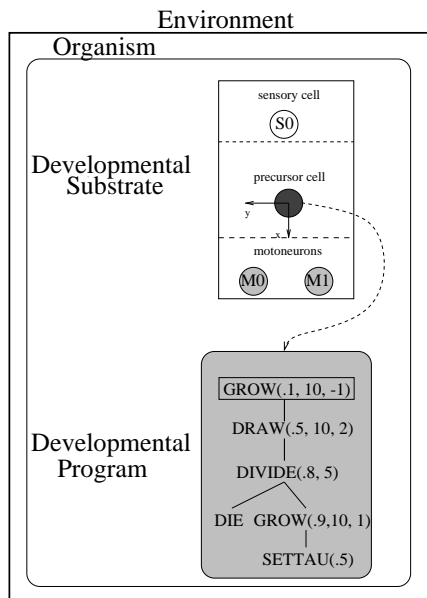 Environment
Organism
sensory cell
S0
Developmental
Substrate
precursor cell
y
x
motoneurons
M0 M1
GROW(.1, 10, -1)
DRAW(.5, 10, 2)
Developmental
Program
DIVIDE(.8, 5)
DIE GROW(.9,10, 1)
SETTAU(.5)